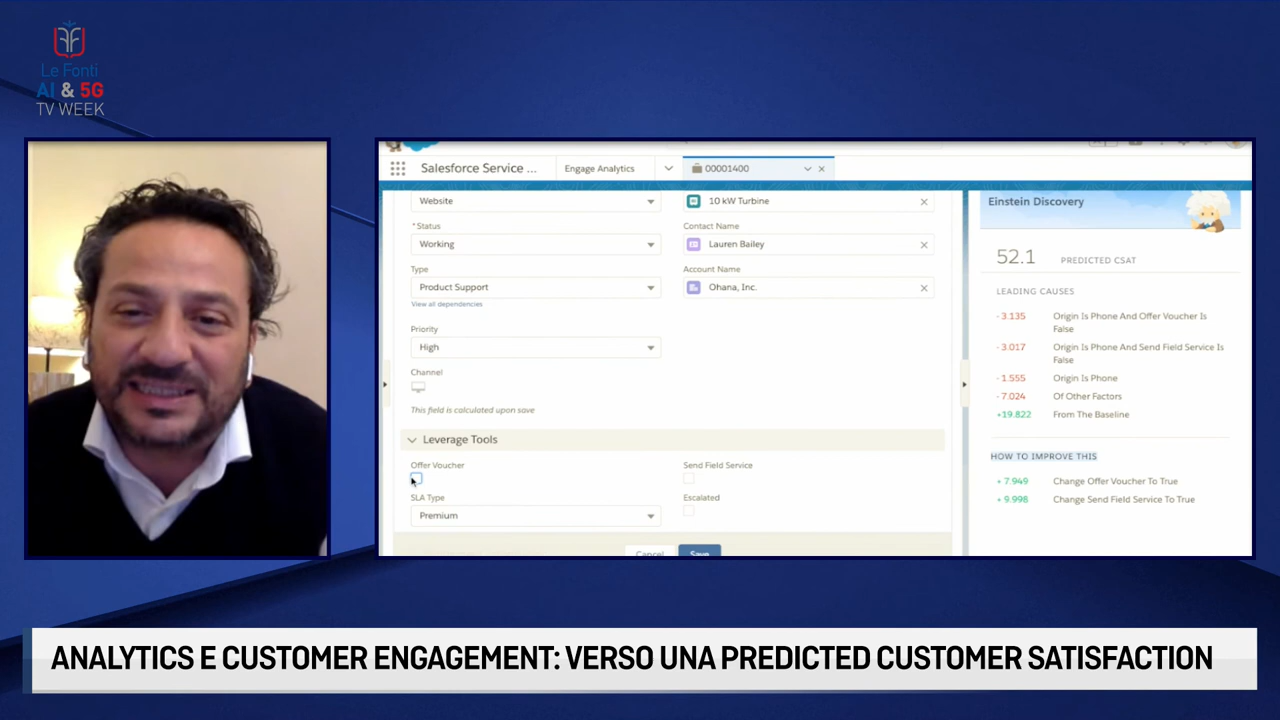 Le Fonti
AI & 5G
TV WEEK
Salesforce Service ...
Engage Analytics
00001400
Website
10 kW Turbine
* Status
Contact Name
Working
Lauren Bailey
Type
Account Name
Product Support
Ohana, Inc.
View all dependencies
Priority
High
Channel
This field is calculated upon save
Leverage Tools
Offer Voucher
Send Field Service
SLA Type
Escalated
Premium
Cancel
Save
Einstein Discovery
52.1 PREDICTED CSAT
LEADING CAUSES
- 3.135 Origin Is Phone And Offer Voucher Is
False
- 3.017 Origin Is Phone And Send Field Service Is
False
- 1.555 Origin Is Phone
- 7.024 Of Other Factors
+19.822 From The Baseline
HOW TO IMPROVE THIS
+ 7.949 Change Offer Voucher To True
+ 9.998 Change Send Field Service To True
ANALYTICS E CUSTOMER ENGAGEMENT: VERSO UNA PREDICTED CUSTOMER SATISFACTION